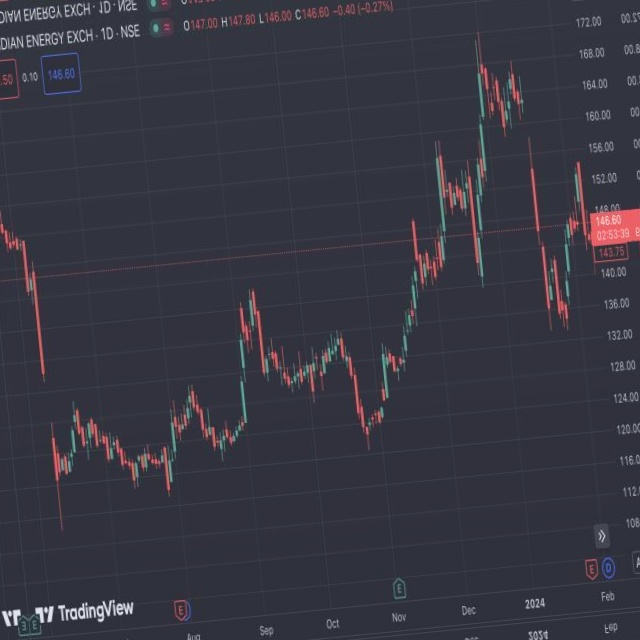 DIAN ENERGY EXCH · 1D · NSE
DIAN ENERGY EXCH · 1D · NSE O147.00 H147.80 L146.00 C146.60 −0.40 (−0.27%)
.50 0.10 146.60
172.00
168.00
164.00
160.00
156.00
152.00
148.00
146.60
02:53:39
143.75
140.00
136.00
132.00
128.00
124.00
120.00
116.0
112.
108
TradingView
E
E
E
D
Aug Sep Oct Nov Dec 2024 Feb